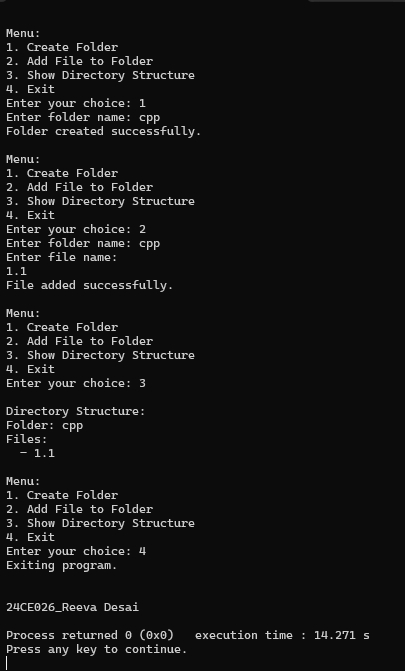 Menu:
1. Create Folder
2. Add File to Folder
3. Show Directory Structure
4. Exit
Enter your choice: 1
Enter folder name: cpp
Folder created successfully.
Menu:
1. Create Folder
2. Add File to Folder
3. Show Directory Structure
4. Exit
Enter your choice: 2
Enter folder name: cpp
Enter file name:
1.1
File added successfully.
Menu:
1. Create Folder
2. Add File to Folder
3. Show Directory Structure
4. Exit
Enter your choice: 3
Directory Structure:
Folder: cpp
Files:
  - 1.1
Menu:
1. Create Folder
2. Add File to Folder
3. Show Directory Structure
4. Exit
Enter your choice: 4
Exiting program.
24CE026_Reeva Desai
Process returned 0 (0x0)   execution time : 14.271 s
Press any key to continue.